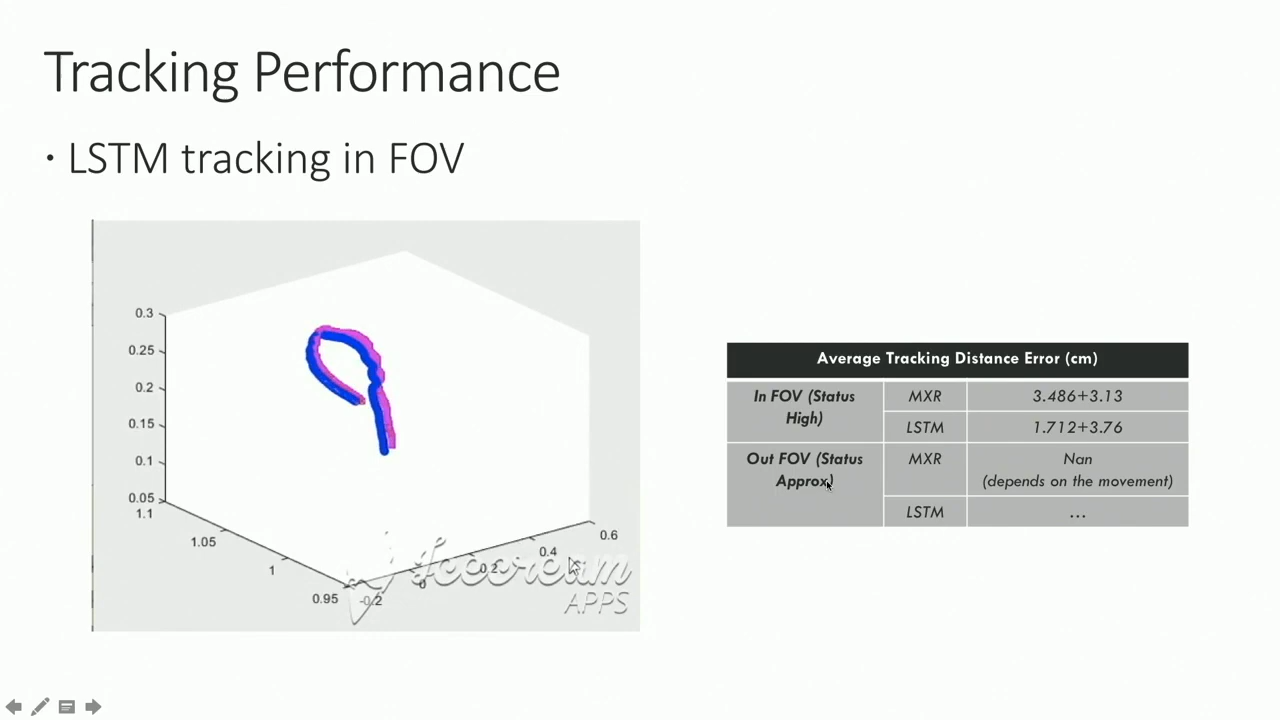 Tracking Performance
· LSTM tracking in FOV
0.3
0.25
0.2
0.15
0.1
0.05
1.1
1.05
1
0.95
-0.2
0
0.2
0.4
0.6
Icecream
APPS
Average Tracking Distance Error (cm)
In FOV (Status High)
MXR
3.486+3.13
LSTM
1.712+3.76
Out FOV (Status Approx)
MXR
Nan
(depends on the movement)
LSTM
...